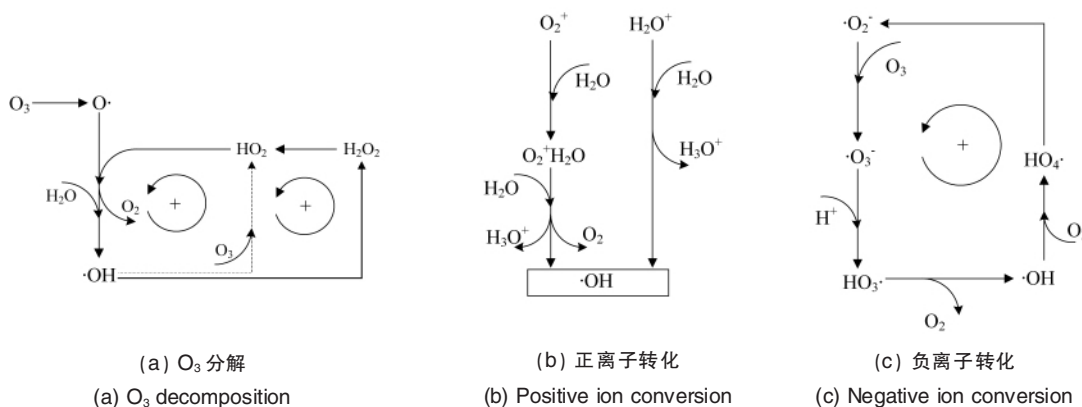 O₃
O·
HO₂
H₂O₂
H₂O
O₂
+
+
O₃
·OH
(a) O₃ 分解
(a) O₃ decomposition
O₂⁺
H₂O⁺
H₂O
H₂O
O₂⁺H₂O
H₃O⁺
H₂O
H₃O⁺
O₂
·OH
(b) 正离子转化
(b) Positive ion conversion
·O₂⁻
O₃
+
·O₃⁻
HO₄·
H⁺
O
HO₃·
·OH
O₂
(c) 负离子转化
(c) Negative ion conversion